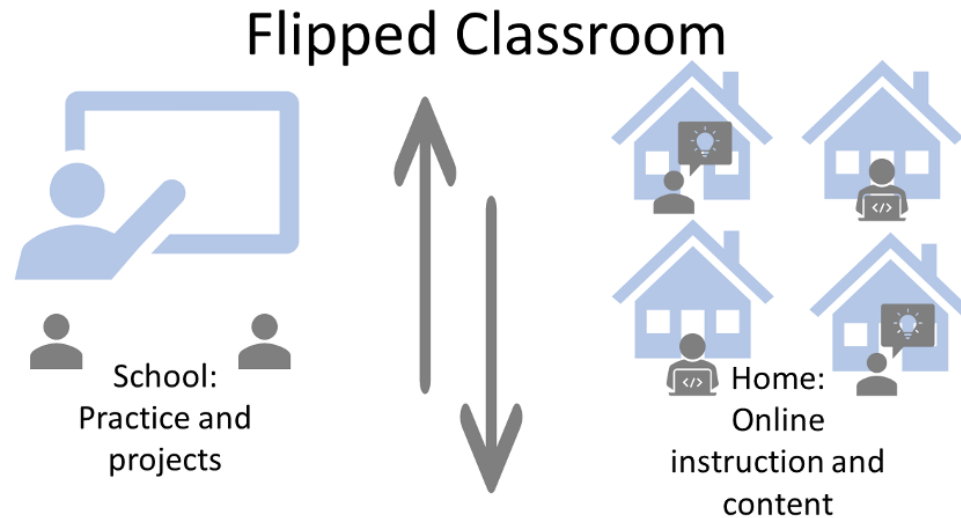 Flipped Classroom
School:
Practice and
projects
Home:
Online
instruction and
content